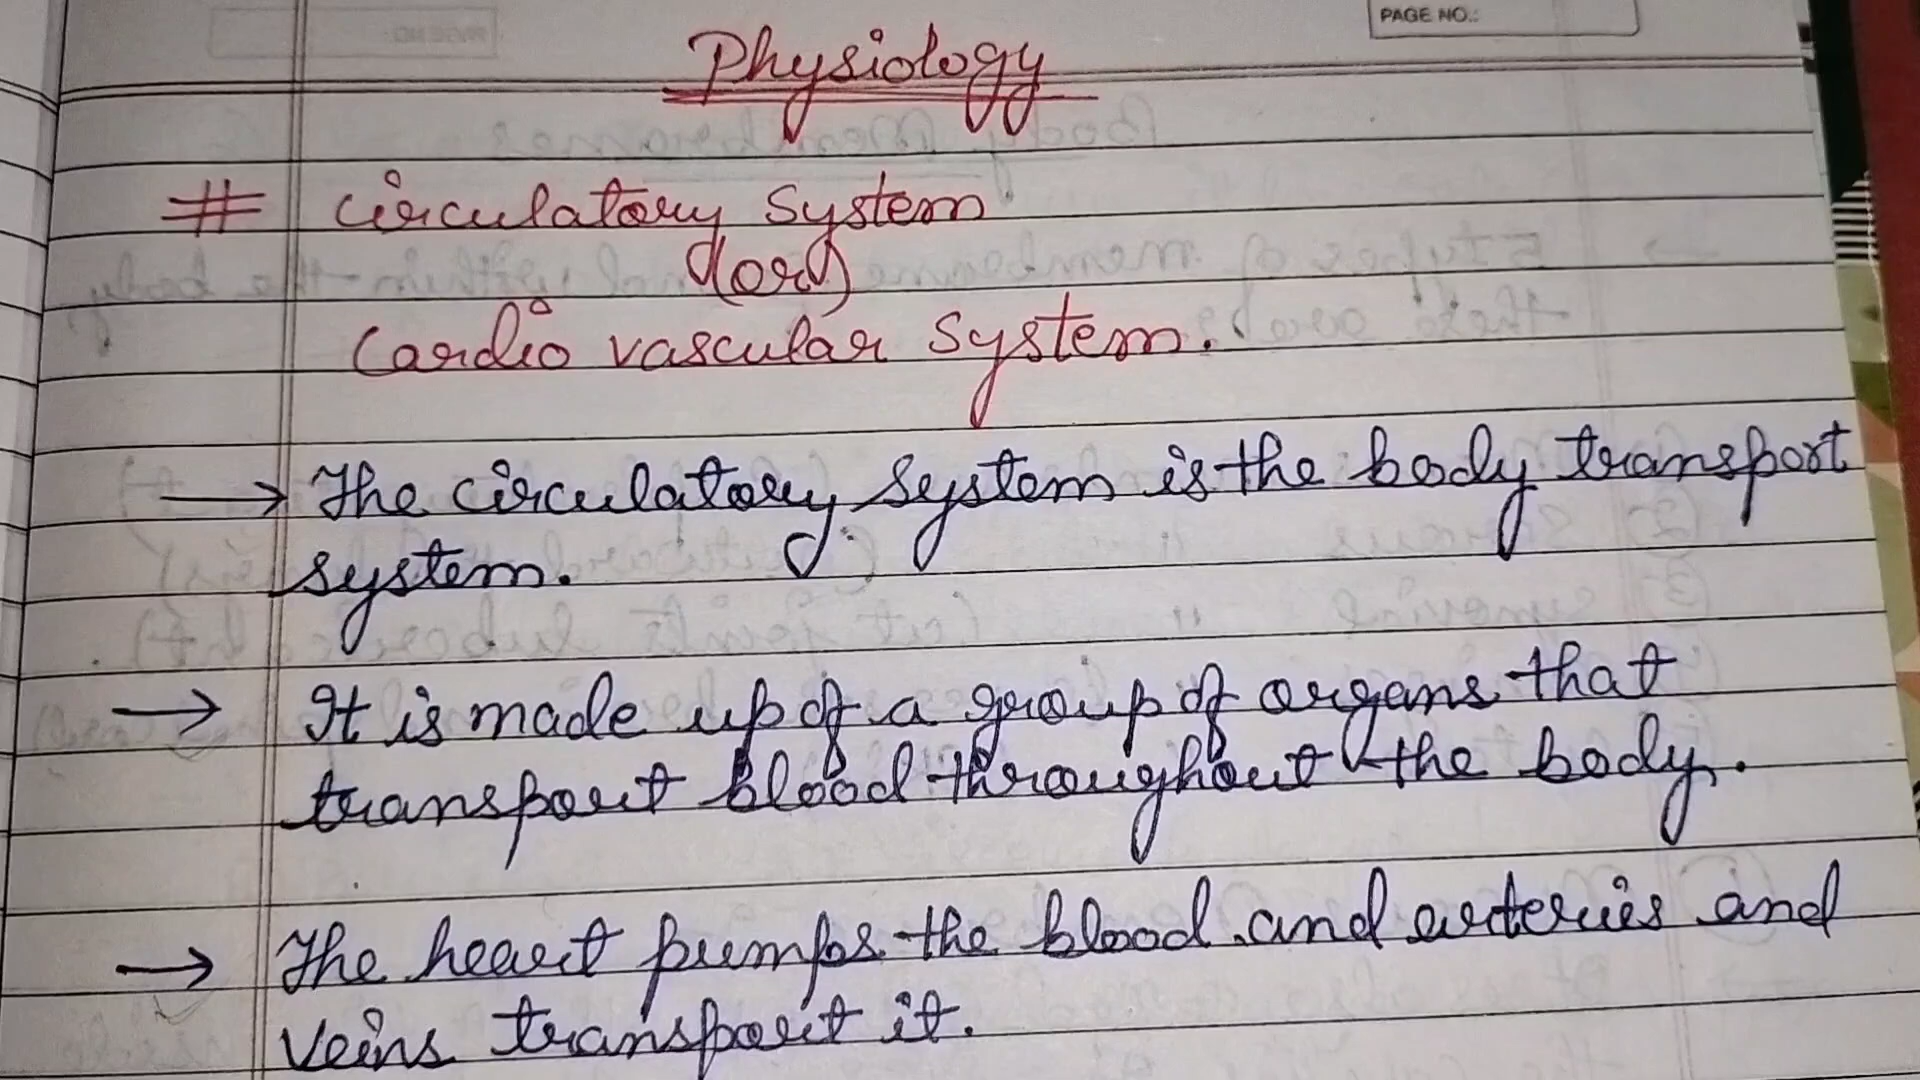 PAGE NO.:
Physiology
# Circulatory System
(or)
Cardio vascular System.
→ The circulatory system is the body transport
system.
→ It is made up of a group of organs that
transport blood throughout the body.
→ The heart pumps the blood and arteries and
veins transport it.